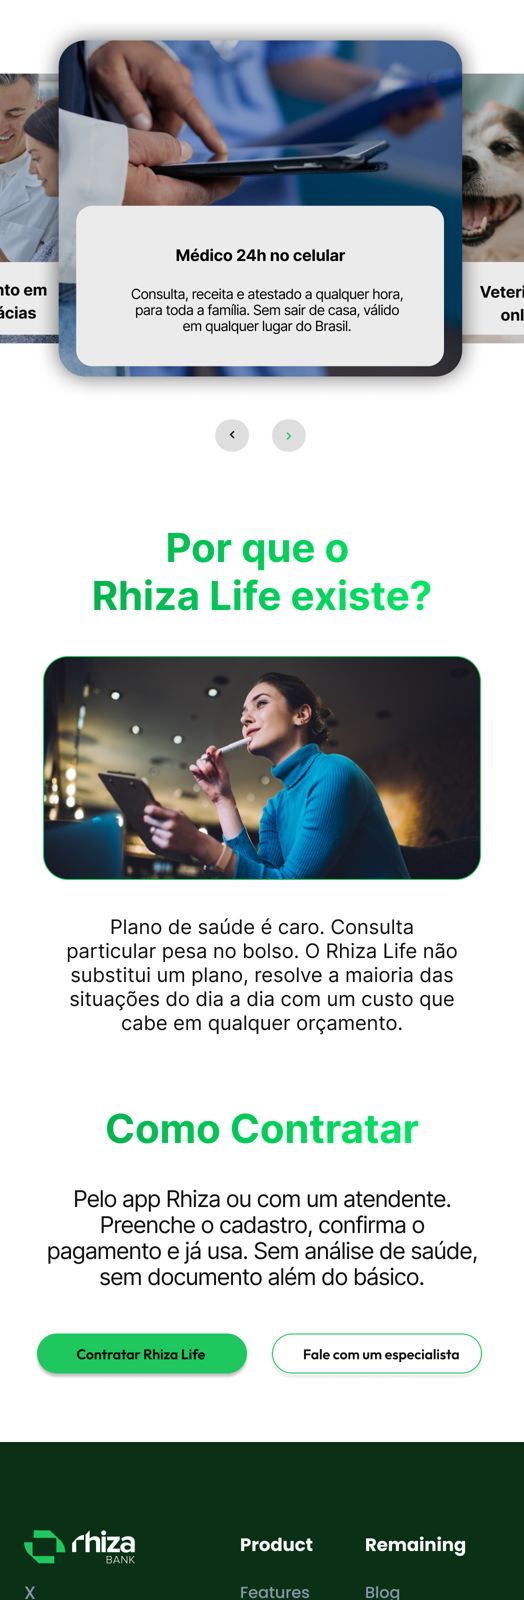 Médico 24h no celular
Consulta, receita e atestado a qualquer hora,
para toda a família. Sem sair de casa, válido
em qualquer lugar do Brasil.
nto em
ácias
Veteri
onl
Por que o
Rhiza Life existe?
Plano de saúde é caro. Consulta
particular pesa no bolso. O Rhiza Life não
substitui um plano, resolve a maioria das
situações do dia a dia com um custo que
cabe em qualquer orçamento.
Como Contratar
Pelo app Rhiza ou com um atendente.
Preenche o cadastro, confirma o
pagamento e já usa. Sem análise de saúde,
sem documento além do básico.
Contratar Rhiza Life
Fale com um especialista
rhiza
BANK
Product
Remaining
X
Features
Blog